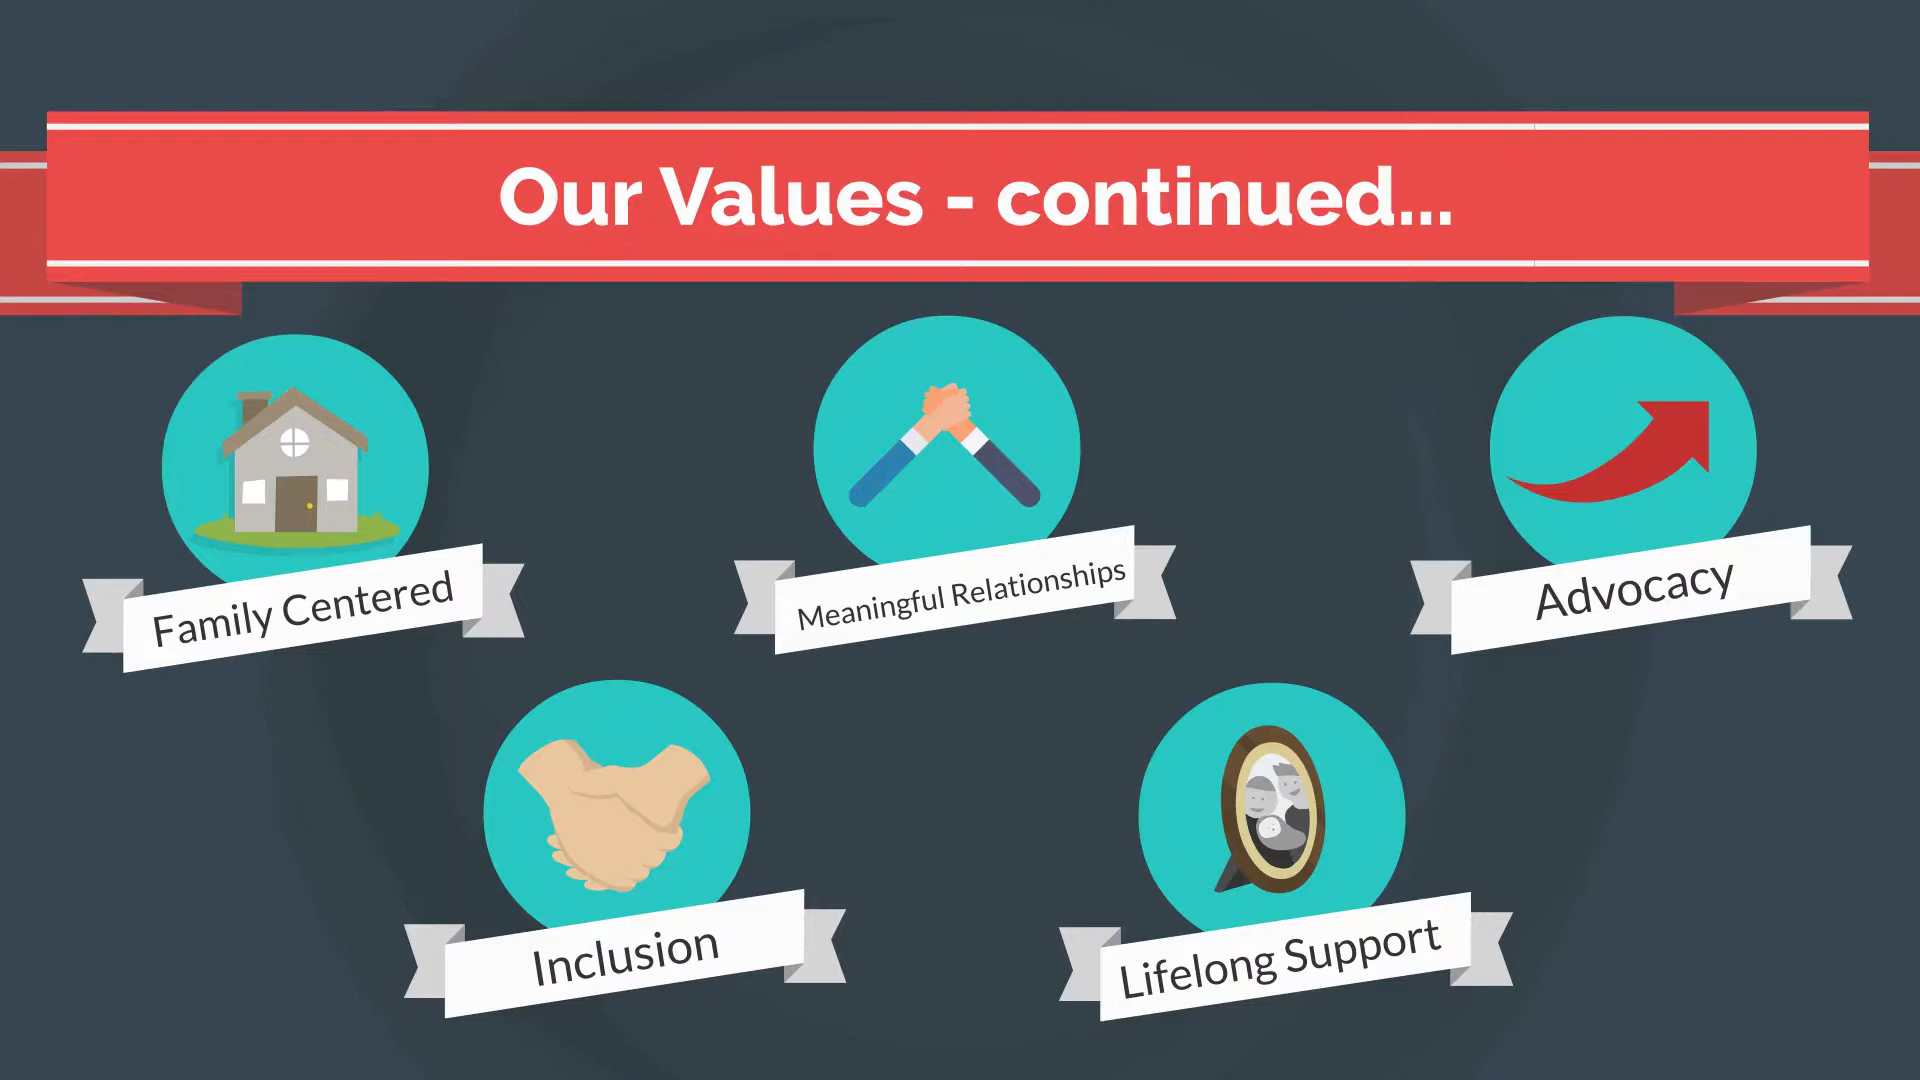 Our Values - continued...
Family Centered
Meaningful Relationships
Advocacy
Inclusion
Lifelong Support